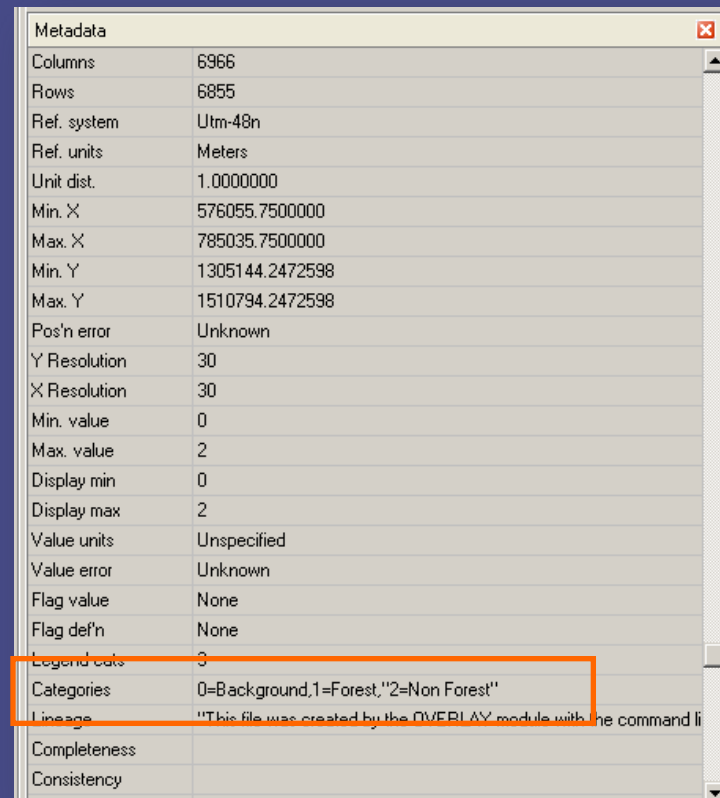 Metadata
Columns 6966
Rows 6855
Ref. system Utm-48n
Ref. units Meters
Unit dist. 1.0000000
Min. X 576055.7500000
Max. X 785035.7500000
Min. Y 1305144.2472598
Max. Y 1510794.2472598
Pos'n error Unknown
Y Resolution 30
X Resolution 30
Min. value 0
Max. value 2
Display min 0
Display max 2
Value units Unspecified
Value error Unknown
Flag value None
Flag def'n None
Legend cats 3
Categories 0=Background,1=Forest,"2=Non Forest"
Lineage "This file was created by the OVERLAY module with the command li
Completeness
Consistency